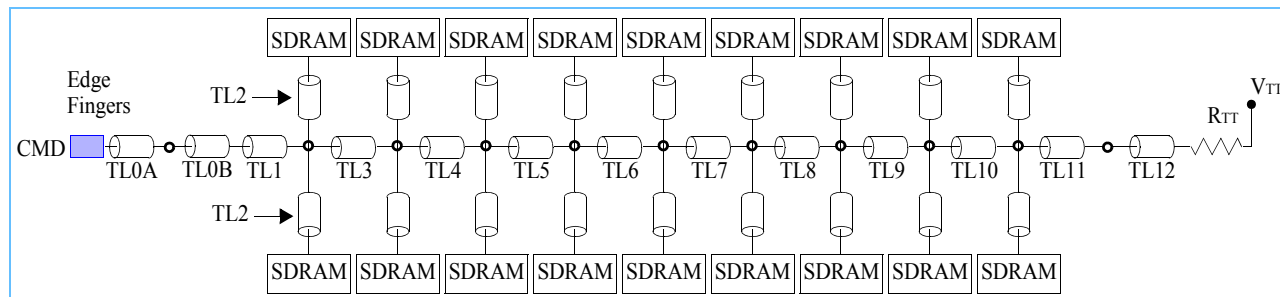 SDRAM SDRAM SDRAM SDRAM SDRAM SDRAM SDRAM SDRAM SDRAM
Edge
Fingers
TL2
VTT
RTT
CMD
TL0A TL0B TL1 TL3 TL4 TL5 TL6 TL7 TL8 TL9 TL10 TL11 TL12
TL2
SDRAM SDRAM SDRAM SDRAM SDRAM SDRAM SDRAM SDRAM SDRAM